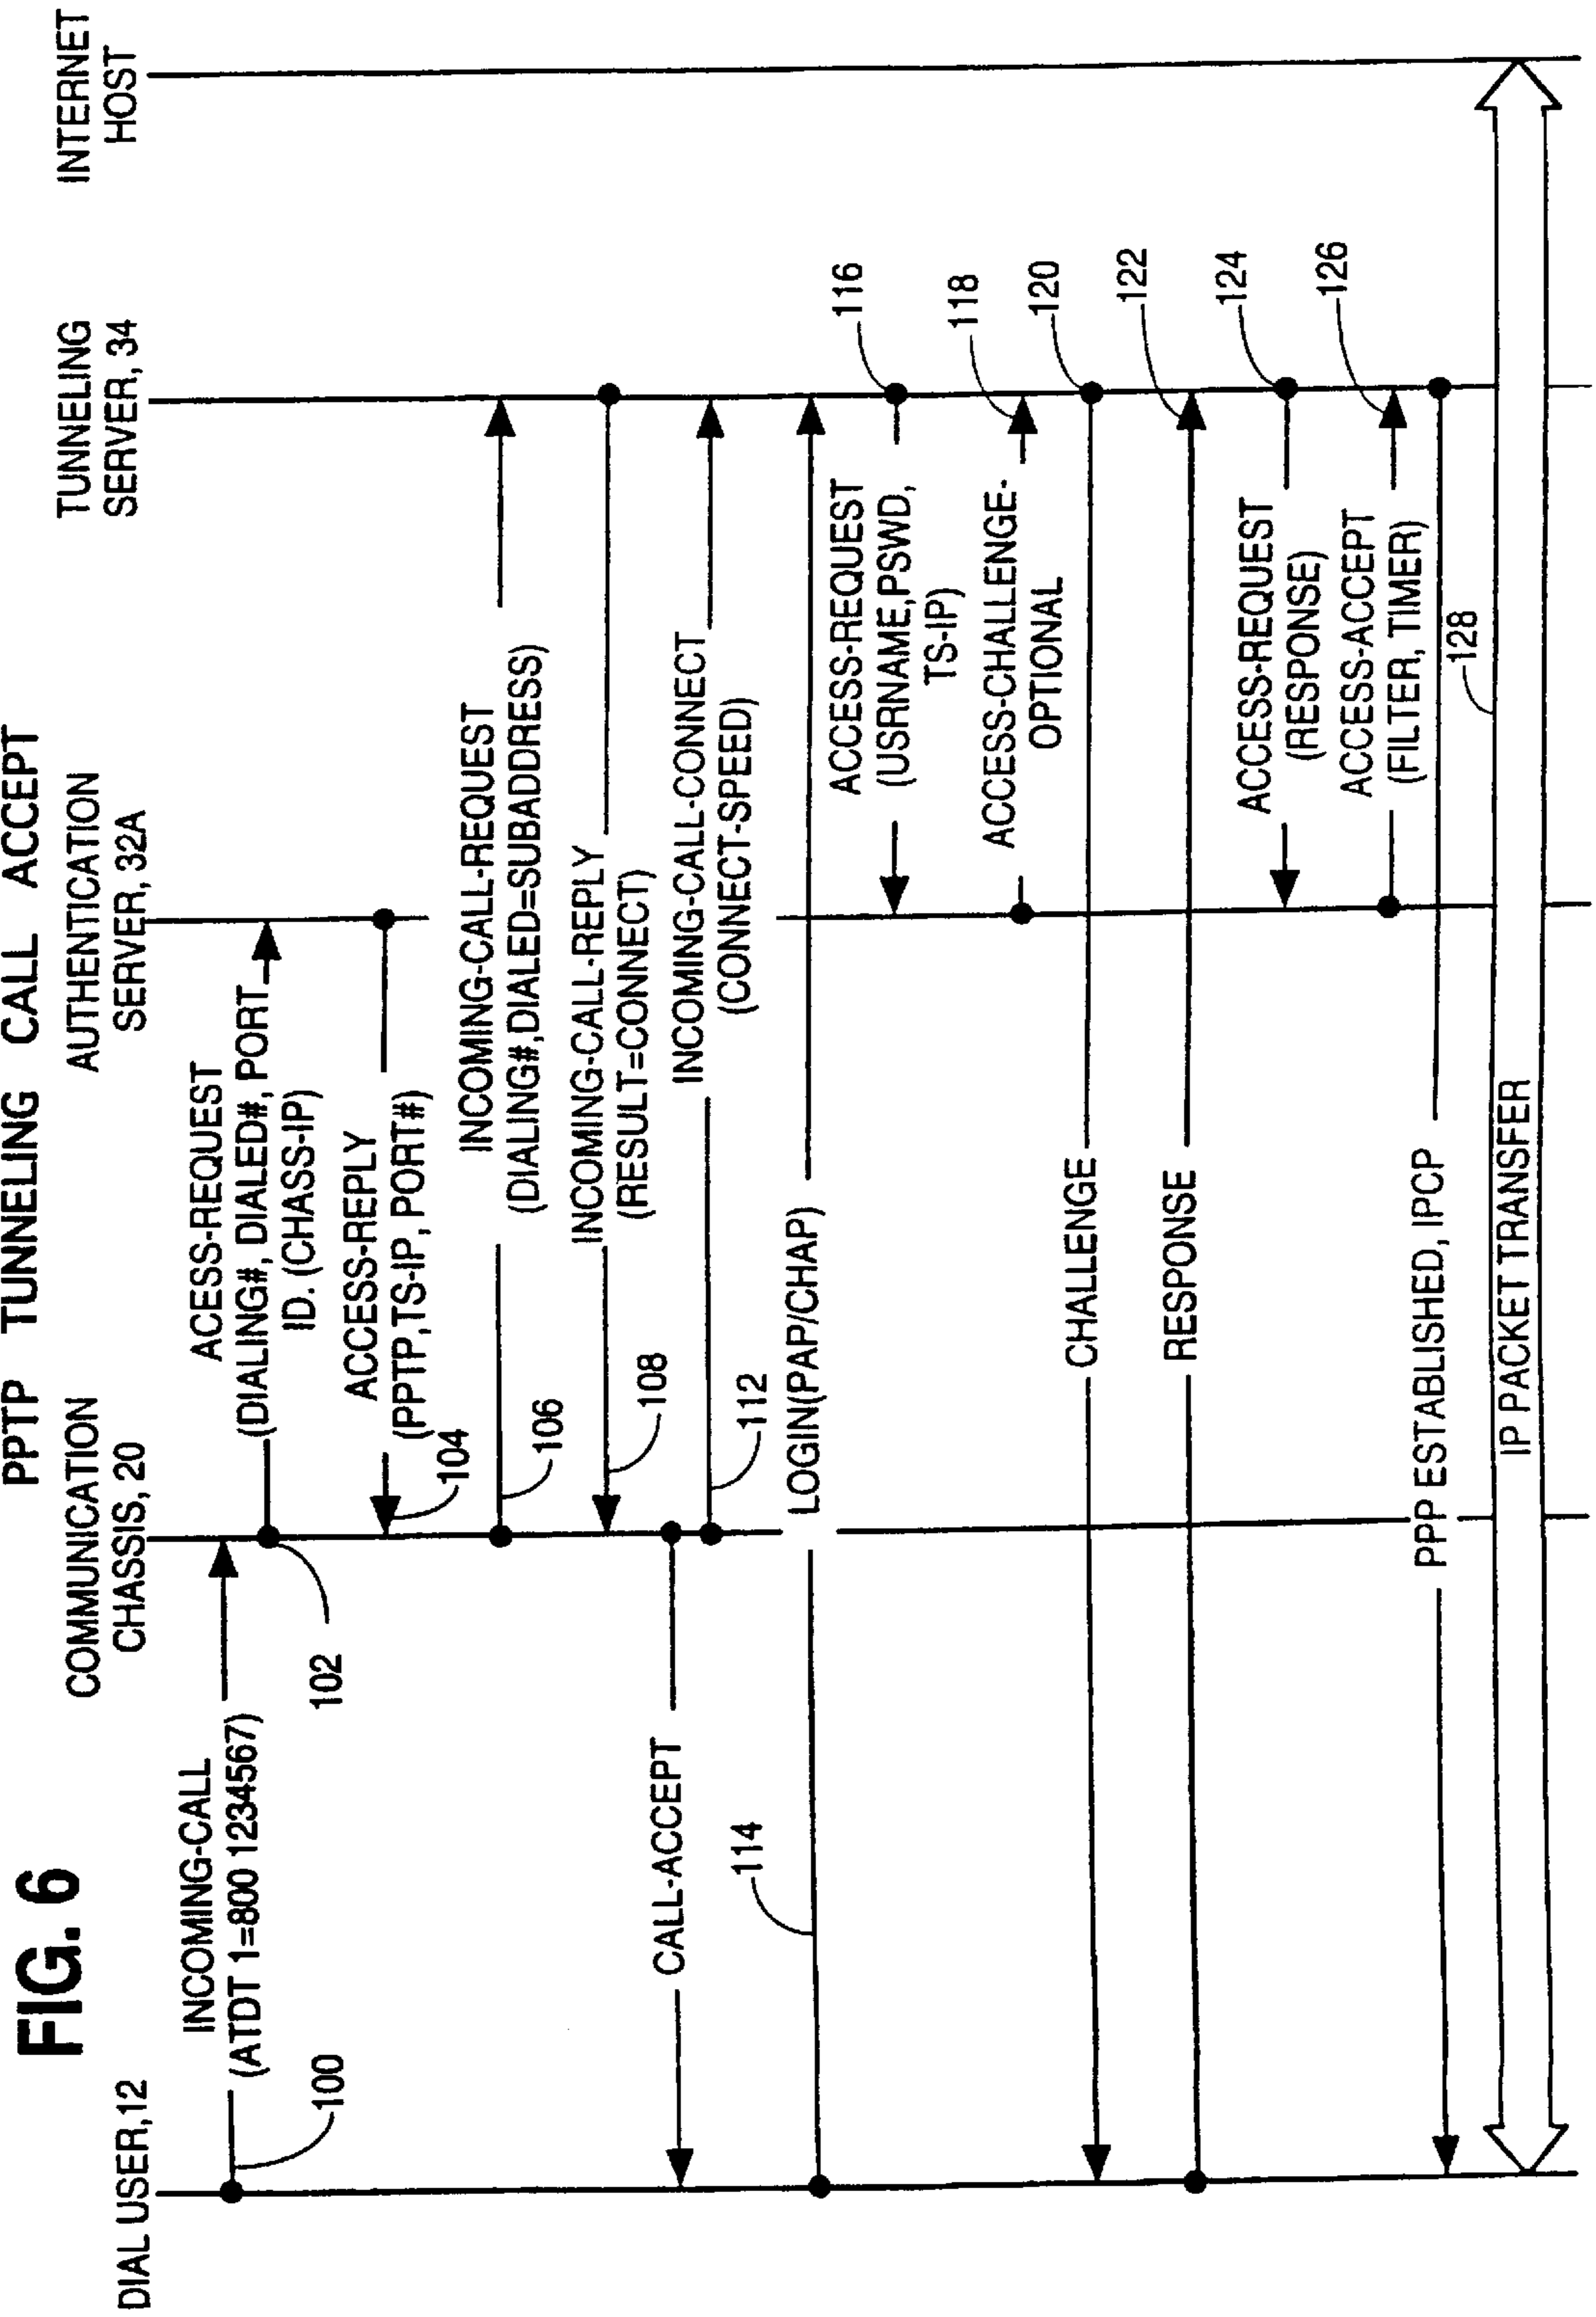 FIG. 6
PPTP TUNNELING CALL ACCEPT
DIAL USER,12
COMMUNICATION
CHASSIS, 20
AUTHENTICATION
SERVER, 32A
TUNNELING
SERVER, 34
INTERNET
HOST
INCOMING-CALL
(ATDT 1=800 1234567)
100
ACESS-REQUEST
(DIALING#, DIALED#, PORT
ID. (CHASS-IP)
102
ACCESS-REPLY
(PPTP,TS-IP, PORT#)
104
INCOMING-CALL-REQUEST
(DIALING#,DIALED=SUBADDRESS)
106
INCOMING-CALL-REPLY
(RESULT=CONNECT)
108
CALL-ACCEPT
INCOMING-CALL-CONNECT
(CONNECT-SPEED)
112
LOGIN(PAP/CHAP)
114
ACCESS-REQUEST
(USRNAME,PSWD,
TS-IP)
116
ACCESS-CHALLENGE-
OPTIONAL
118
CHALLENGE
120
RESPONSE
122
ACCESS-REQUEST
(RESPONSE)
124
ACCESS-ACCEPT
(FILTER, TIMER)
126
PPP ESTABLISHED, IPCP
128
IP PACKET TRANSFER